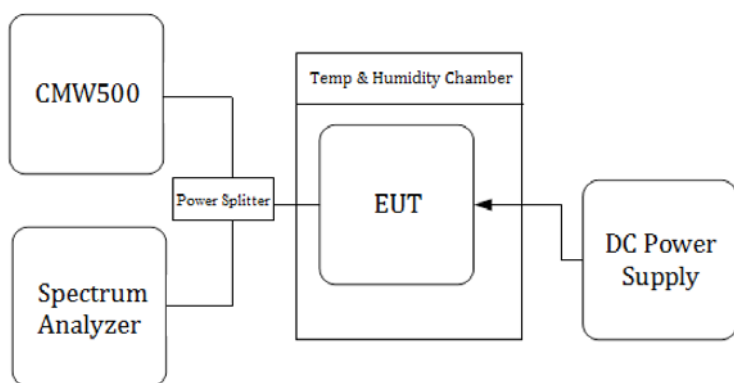 CMW500
Temp & Humidity Chamber
Power Splitter
EUT
DC Power
Supply
Spectrum
Analyzer